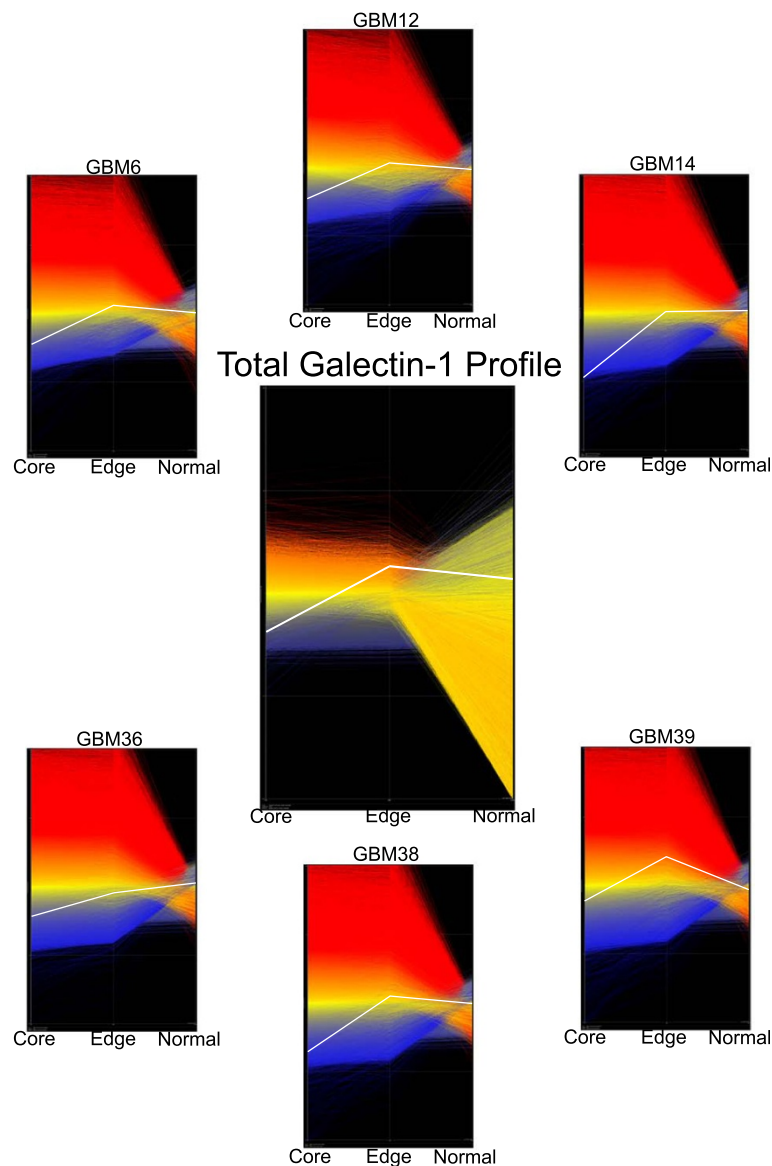 GBM12
GBM6
GBM14
Core Edge Normal
Core Edge Normal
Core Edge Normal
Total Galectin-1 Profile
Core Edge Normal
GBM36
GBM39
GBM38
Core Edge Normal
Core Edge Normal
Core Edge Normal